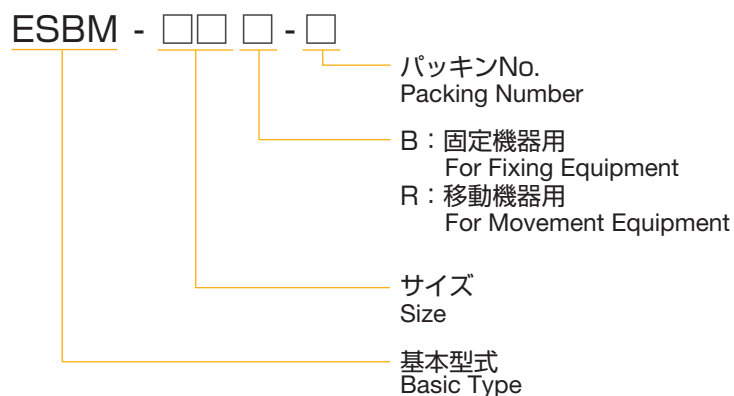 ESBM - □□ □ - □
パッキンNo.
Packing Number
B：固定機器用
For Fixing Equipment
R：移動機器用
For Movement Equipment
サイズ
Size
基本型式
Basic Type